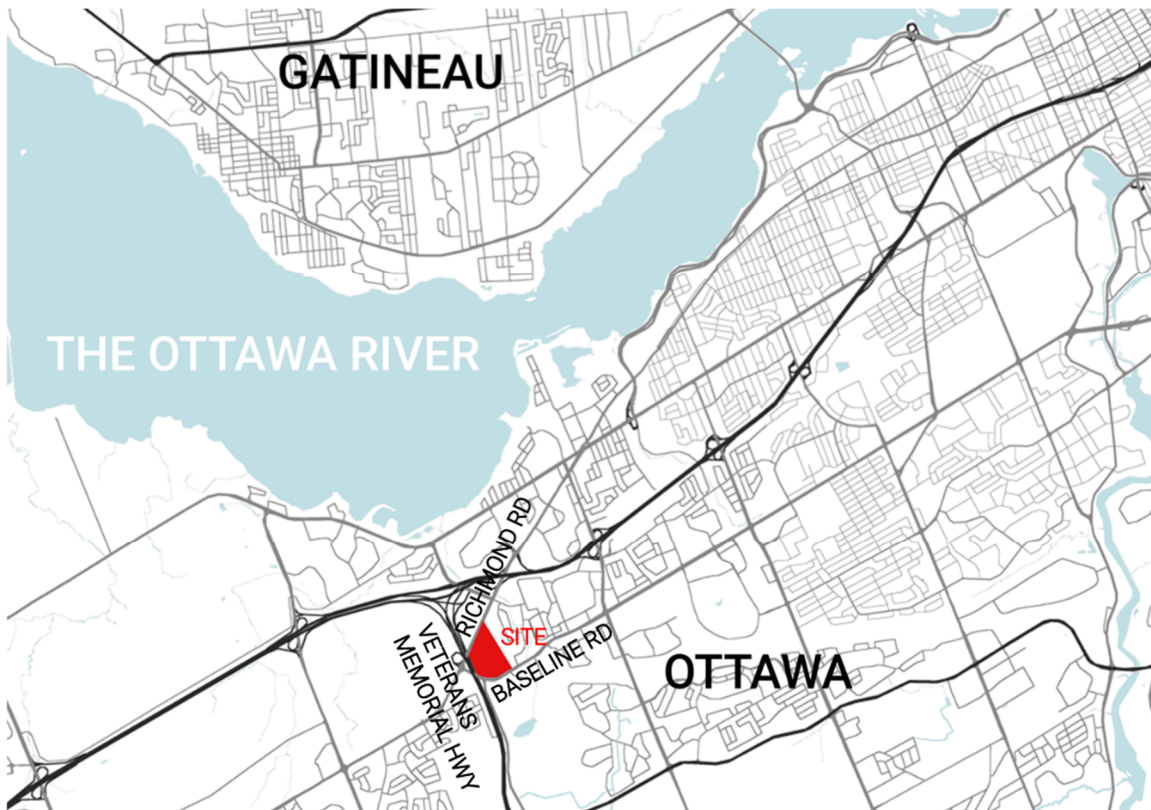 GATINEAU
THE OTTAWA RIVER
RICHMOND RD
SITE
BASELINE RD
VETERANS
MEMORIAL HWY
OTTAWA